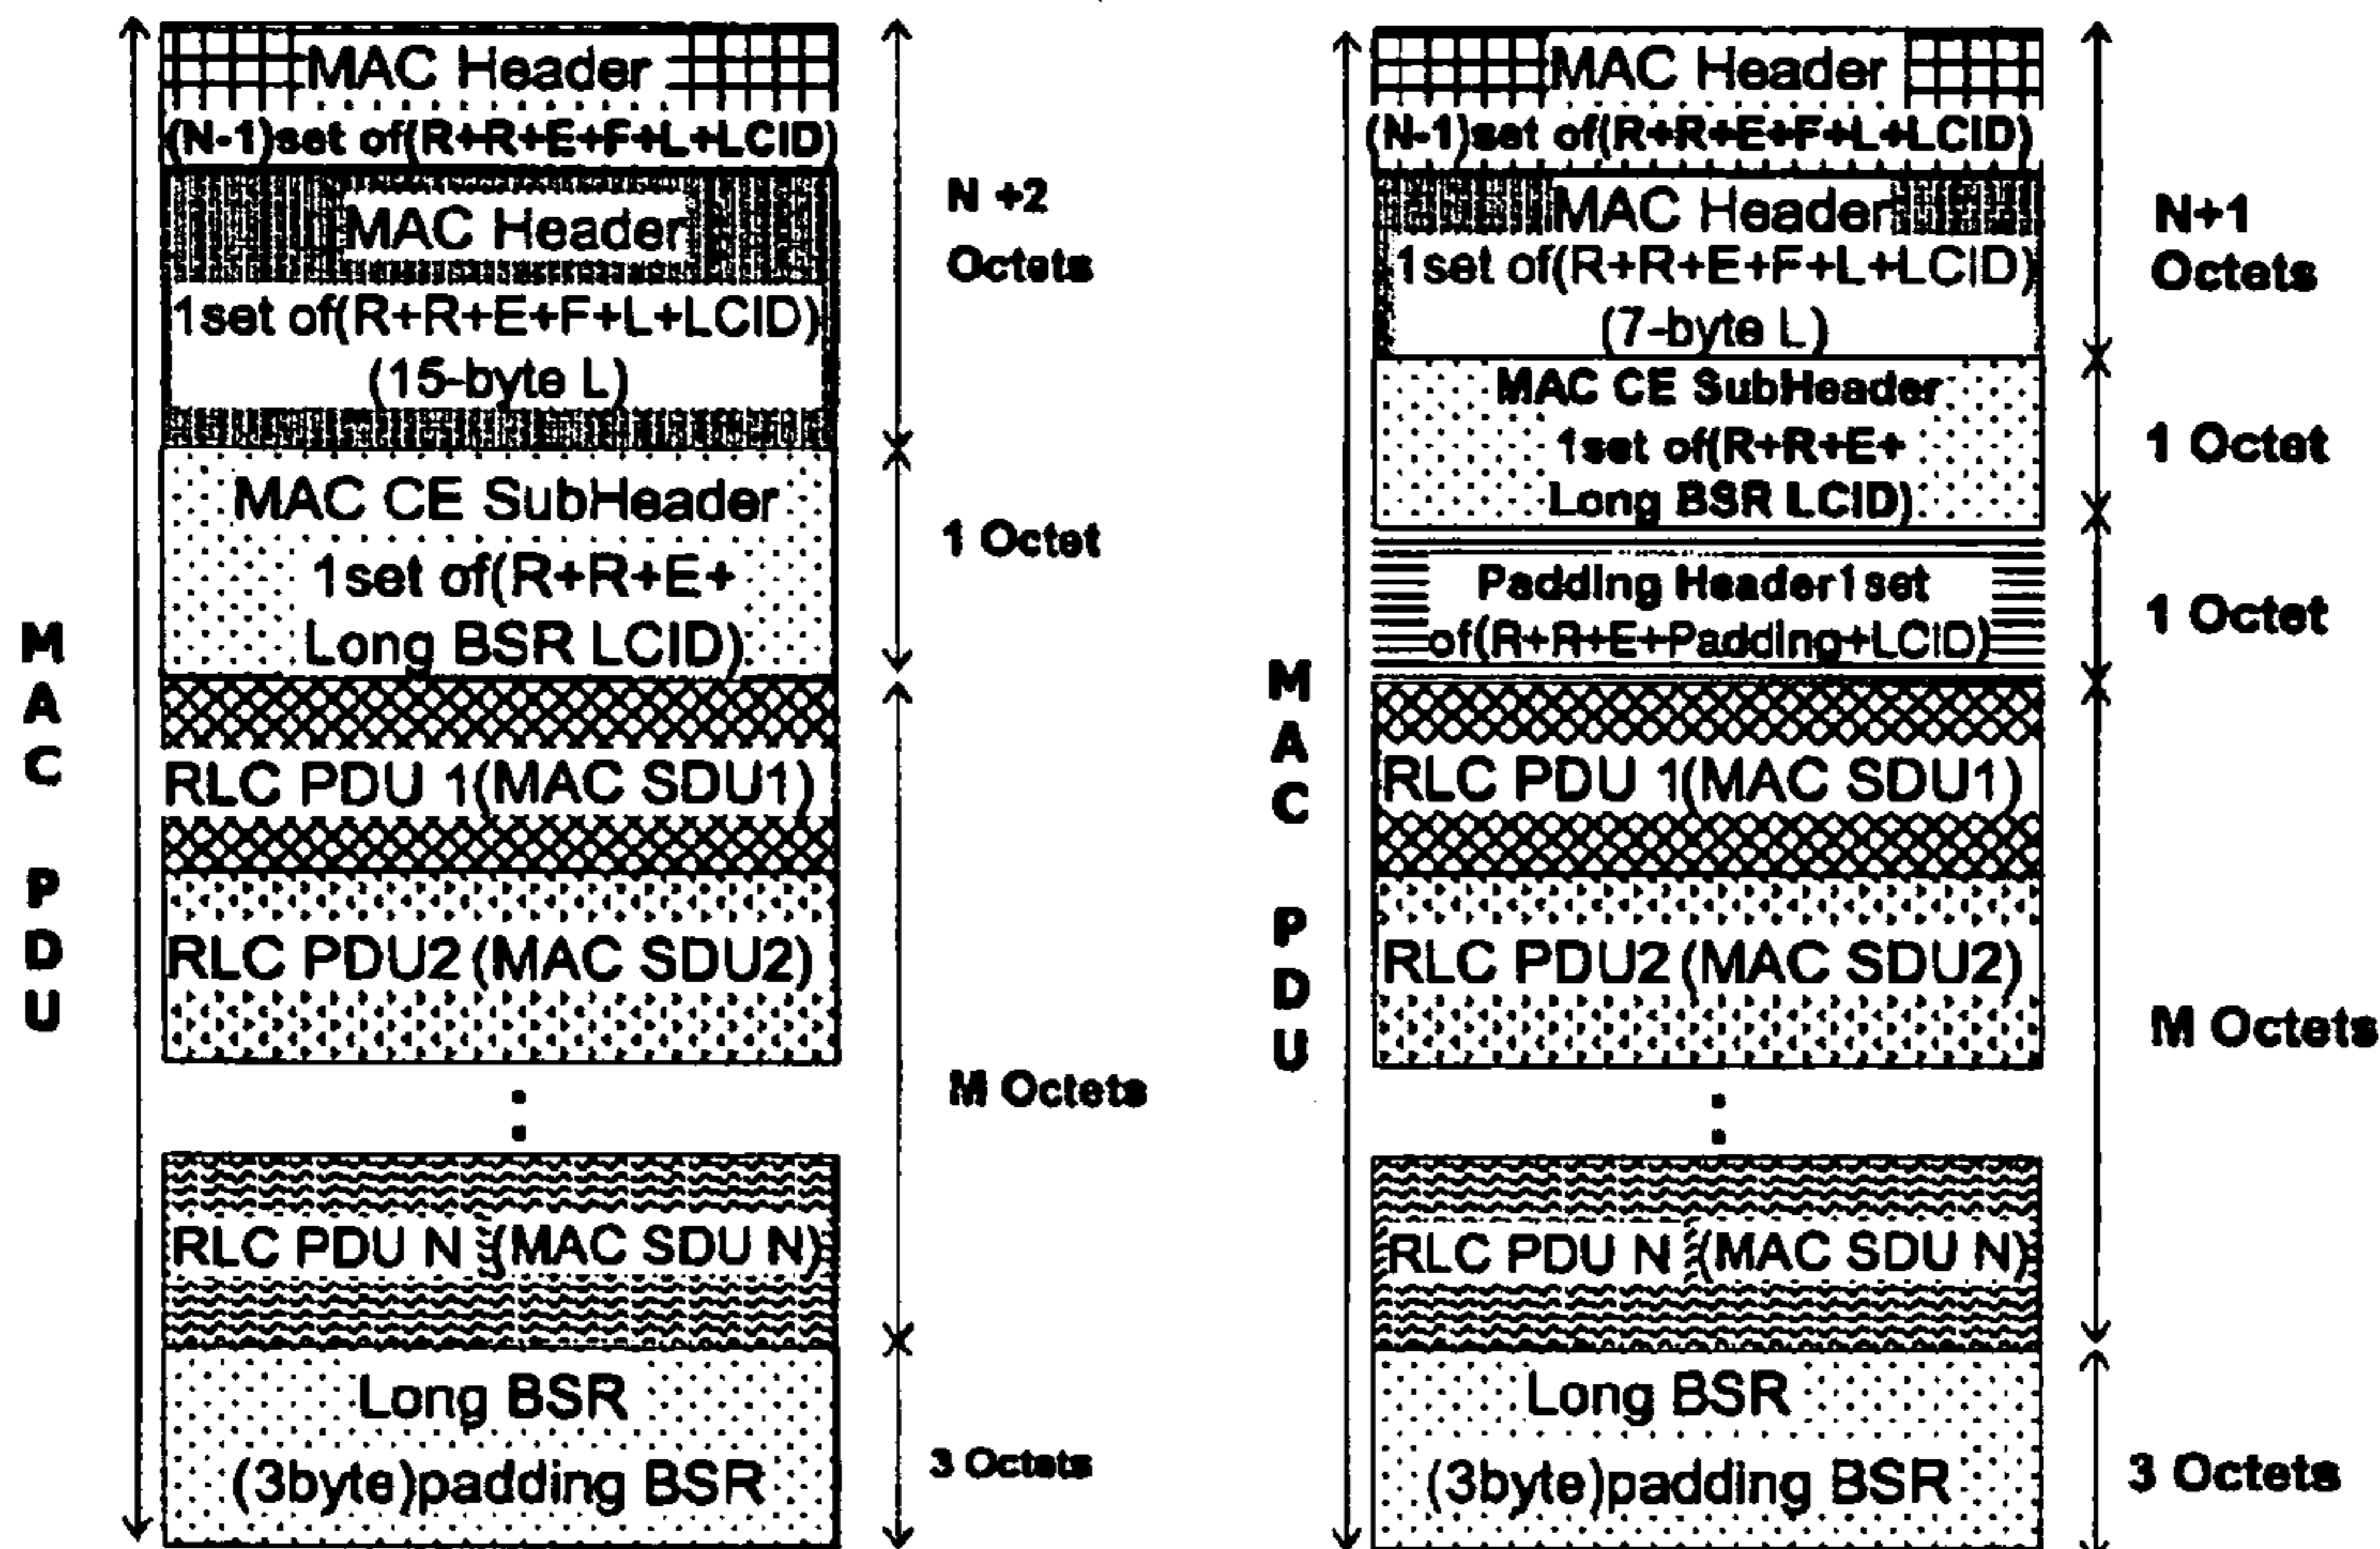 MAC Header
(N-1)set of(R+R+E+F+L+LCID)
MAC Header
1set of(R+R+E+F+L+LCID)
(15-byte L)
MAC CE SubHeader
1set of(R+R+E+
Long BSR LCID)
RLC PDU 1(MAC SDU1)
RLC PDU2(MAC SDU2)
:
RLC PDU N (MAC SDU N)
Long BSR
(3byte)padding BSR
MAC PDU
N +2
Octets
1 Octet
M Octets
3 Octets
MAC Header
(N-1)set of(R+R+E+F+L+LCID)
MAC Header
1set of(R+R+E+F+L+LCID)
(7-byte L)
MAC CE SubHeader
1set of(R+R+E+
Long BSR LCID)
Padding Header1set
of(R+R+E+Padding+LCID)
RLC PDU 1(MAC SDU1)
RLC PDU2(MAC SDU2)
:
RLC PDU N (MAC SDU N)
Long BSR
(3byte)padding BSR
MAC PDU
N+1
Octets
1 Octet
1 Octet
M Octets
3 Octets